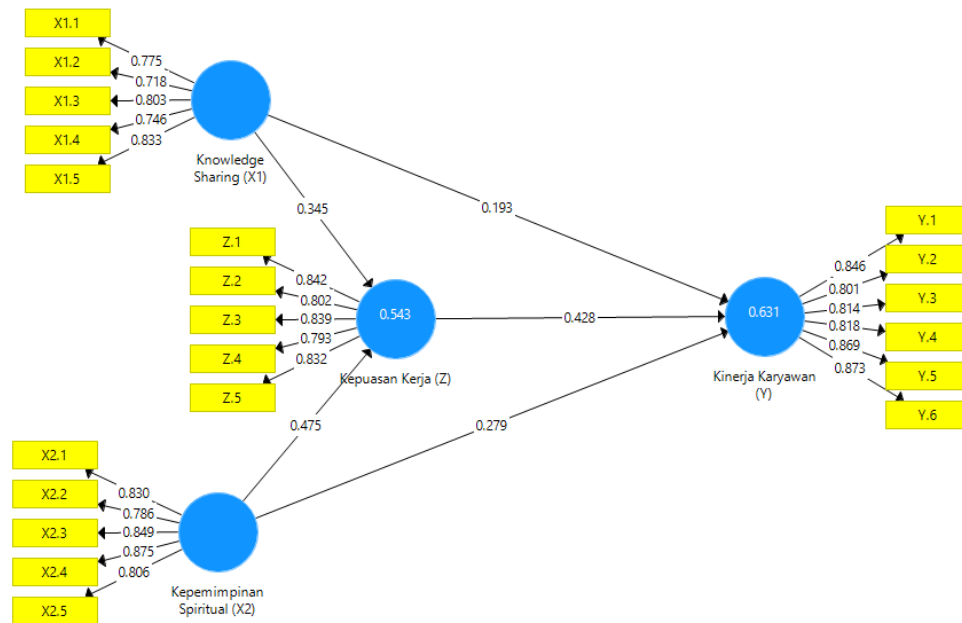 X1.1
X1.2
X1.3
X1.4
X1.5
0.775
0.718
0.803
0.746
0.833
Knowledge
Sharing (X1)
0.345
0.193
Z.1
Z.2
Z.3
Z.4
Z.5
0.842
0.802
0.839
0.793
0.832
0.543
Kepuasan Kerja (Z)
0.428
0.631
Kinerja Karyawan
(Y)
0.846
0.801
0.814
0.818
0.869
0.873
Y.1
Y.2
Y.3
Y.4
Y.5
Y.6
0.475
0.279
X2.1
X2.2
X2.3
X2.4
X2.5
0.830
0.786
0.849
0.875
0.806
Kepemimpinan
Spiritual (X2)